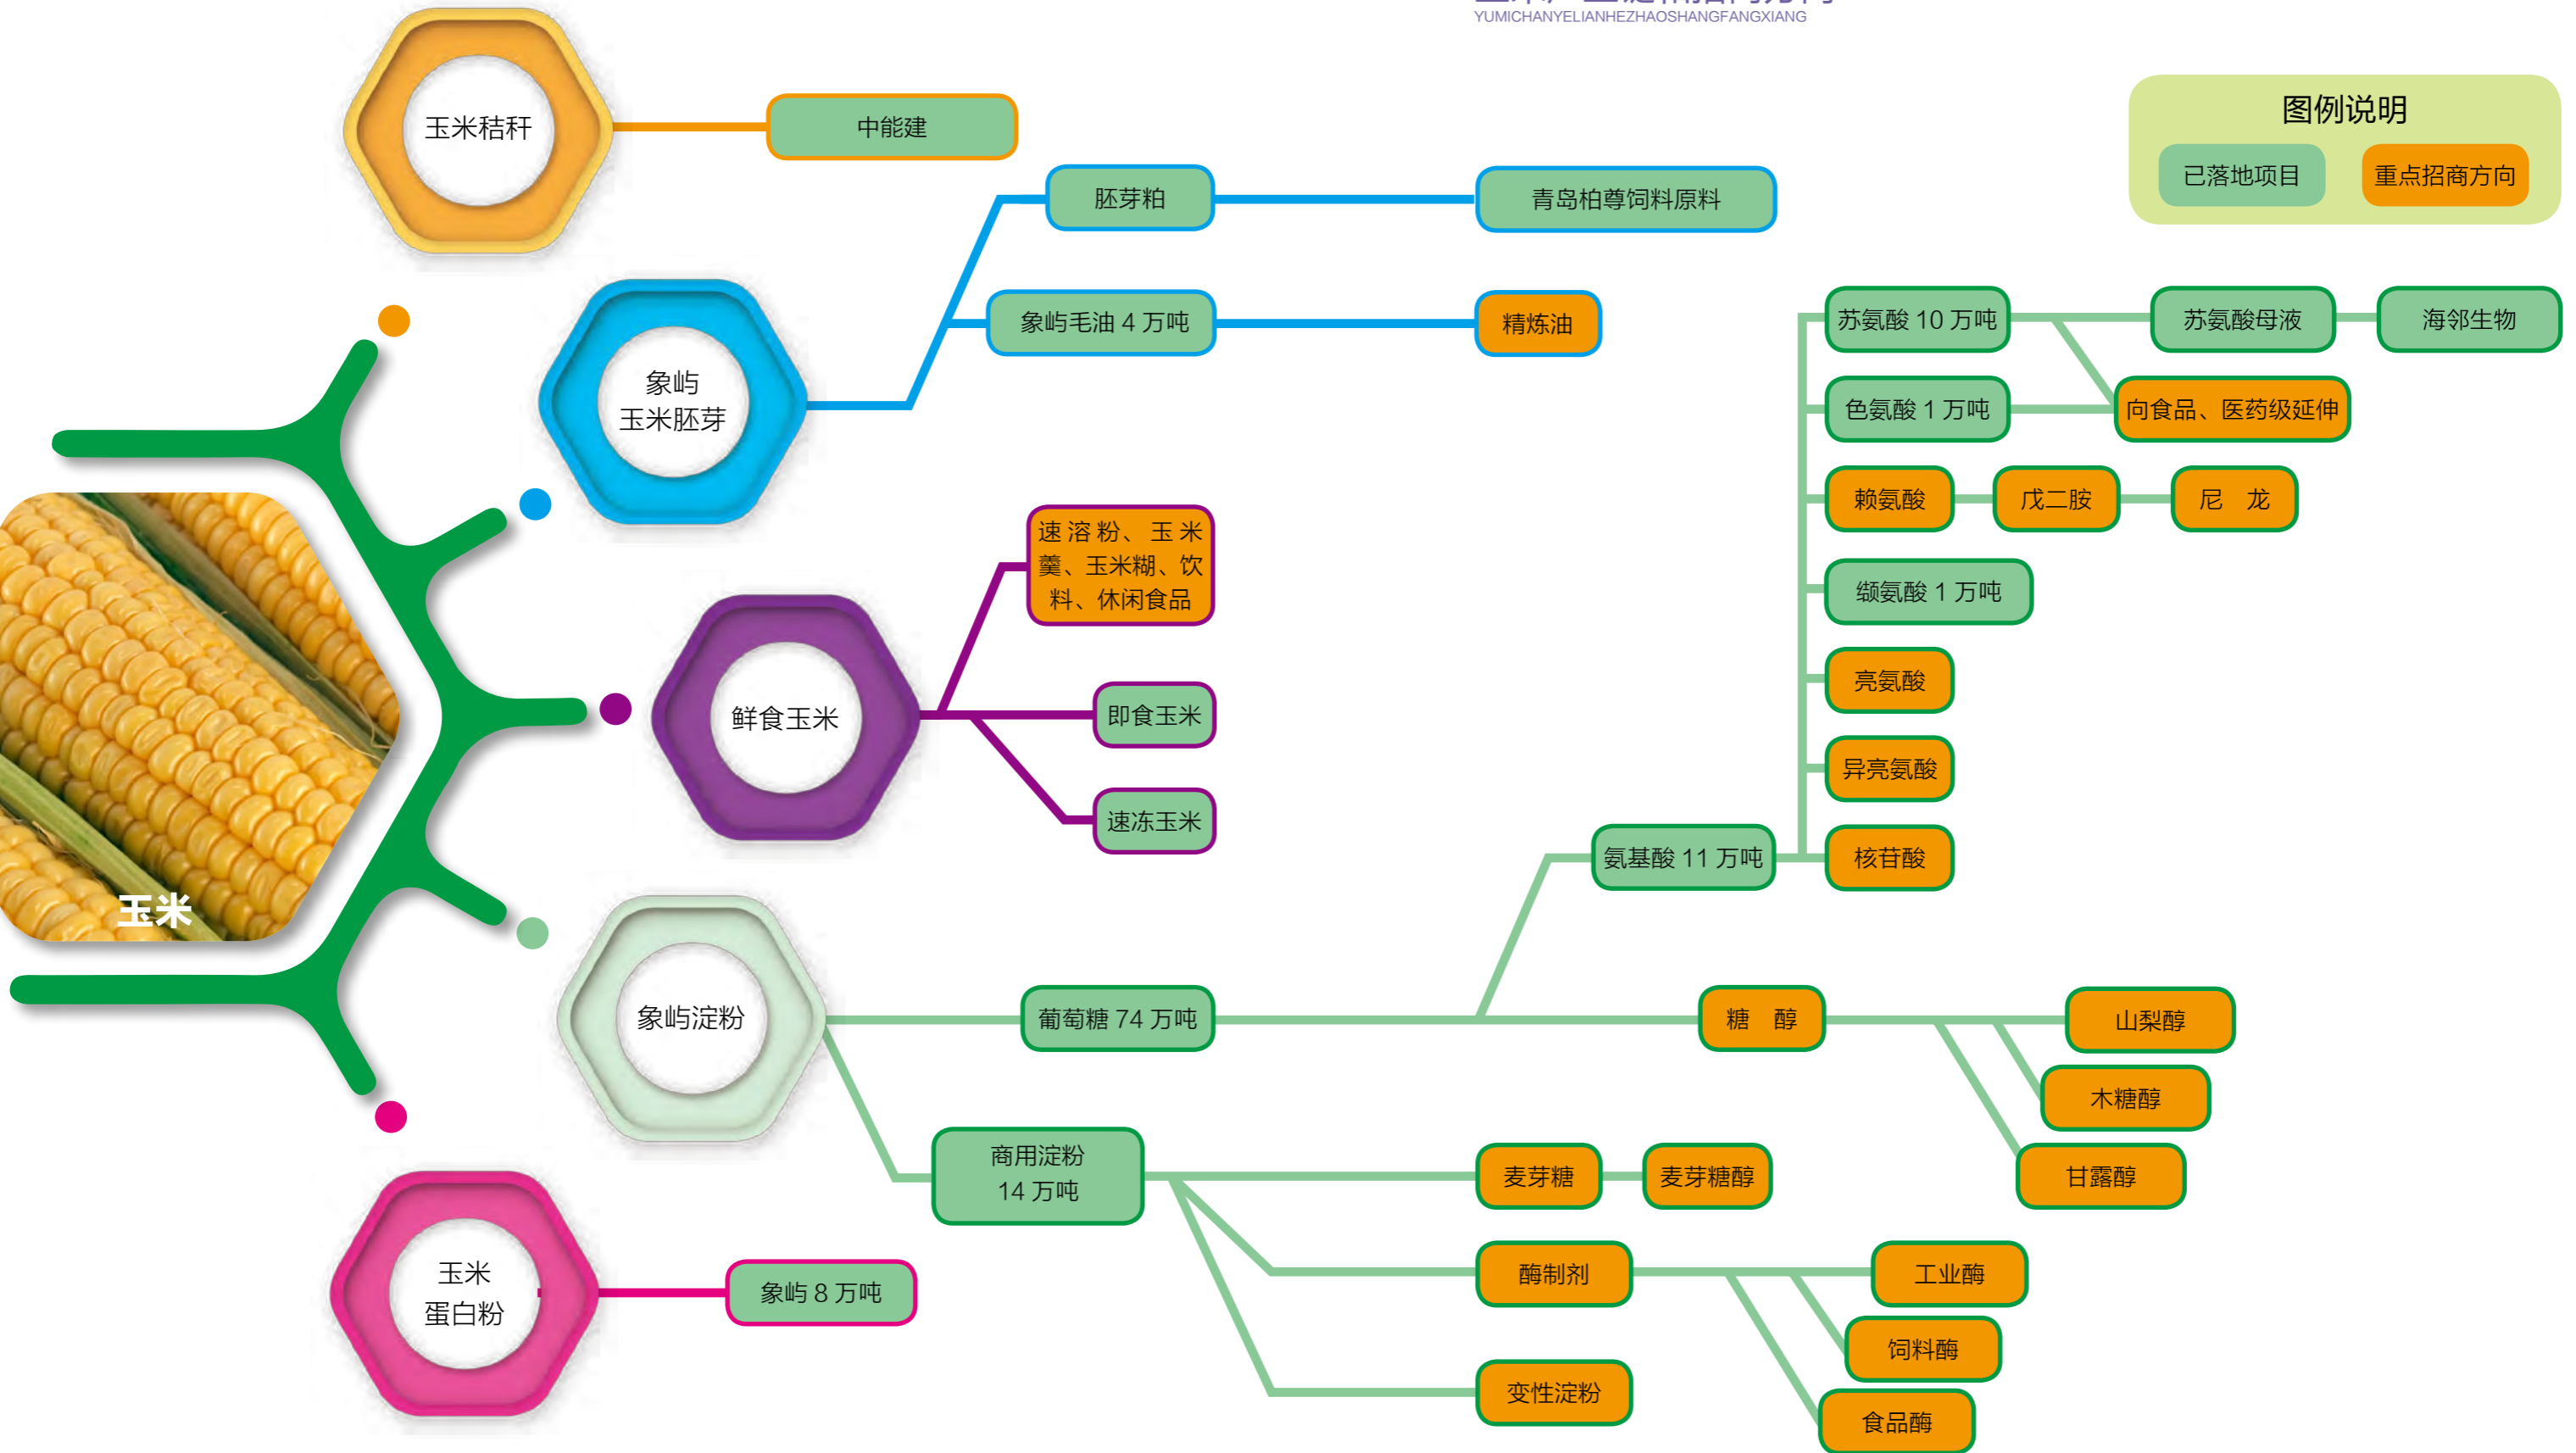 YUMICHANYELIANHEZHAOSHANGFANGXIANG
图例说明
已落地项目
重点招商方向
玉米
玉米秸秆
中能建
象屿
玉米胚芽
胚芽粕
青岛柏尊饲料原料
象屿毛油 4 万吨
精炼油
鲜食玉米
速溶粉、玉米
羹、玉米糊、饮
料、休闲食品
即食玉米
速冻玉米
象屿淀粉
葡萄糖 74 万吨
氨基酸 11 万吨
苏氨酸 10 万吨
苏氨酸母液
海邻生物
色氨酸 1 万吨
向食品、医药级延伸
赖氨酸
戊二胺
尼 龙
缬氨酸 1 万吨
亮氨酸
异亮氨酸
核苷酸
糖 醇
山梨醇
木糖醇
甘露醇
商用淀粉
14 万吨
麦芽糖
麦芽糖醇
酶制剂
工业酶
饲料酶
食品酶
变性淀粉
玉米
蛋白粉
象屿 8 万吨